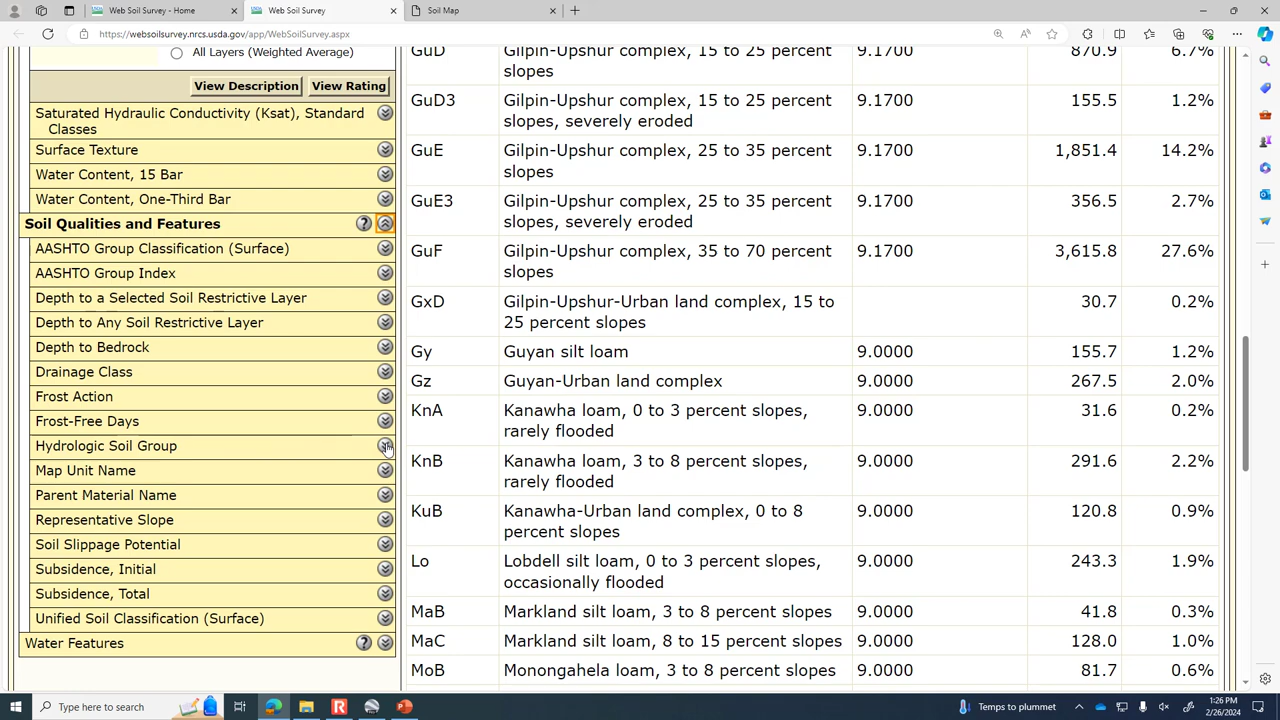 Web Soil Survey - Home
Web Soil Survey
Soil Map
https://websoilsurvey.nrcs.usda.gov/app/WebSoilSurvey.aspx
All Layers (Weighted Average)
View Description
View Rating
Saturated Hydraulic Conductivity (Ksat), Standard
Classes
Surface Texture
Water Content, 15 Bar
Water Content, One-Third Bar
Soil Qualities and Features
AASHTO Group Classification (Surface)
AASHTO Group Index
Depth to a Selected Soil Restrictive Layer
Depth to Any Soil Restrictive Layer
Depth to Bedrock
Drainage Class
Frost Action
Frost-Free Days
Hydrologic Soil Group
Map Unit Name
Parent Material Name
Representative Slope
Soil Slippage Potential
Subsidence, Initial
Subsidence, Total
Unified Soil Classification (Surface)
Water Features
GuD Gilpin-Upshur complex, 15 to 25 percent 9.1700 870.9 6.7%
slopes
GuD3 Gilpin-Upshur complex, 15 to 25 percent 9.1700 155.5 1.2%
slopes, severely eroded
GuE Gilpin-Upshur complex, 25 to 35 percent 9.1700 1,851.4 14.2%
slopes
GuE3 Gilpin-Upshur complex, 25 to 35 percent 9.1700 356.5 2.7%
slopes, severely eroded
GuF Gilpin-Upshur complex, 35 to 70 percent 9.1700 3,615.8 27.6%
slopes
GxD Gilpin-Upshur-Urban land complex, 15 to 30.7 0.2%
25 percent slopes
Gy Guyan silt loam 9.0000 155.7 1.2%
Gz Guyan-Urban land complex 9.0000 267.5 2.0%
KnA Kanawha loam, 0 to 3 percent slopes, 9.0000 31.6 0.2%
rarely flooded
KnB Kanawha loam, 3 to 8 percent slopes, 9.0000 291.6 2.2%
rarely flooded
KuB Kanawha-Urban land complex, 0 to 8 9.0000 120.8 0.9%
percent slopes
Lo Lobdell silt loam, 0 to 3 percent slopes, 9.0000 243.3 1.9%
occasionally flooded
MaB Markland silt loam, 3 to 8 percent slopes 9.0000 41.8 0.3%
MaC Markland silt loam, 8 to 15 percent slopes 9.0000 128.0 1.0%
MoB Monongahela loam, 3 to 8 percent slopes 9.0000 81.7 0.6%
Type here to search
Temps to plummet
1:26 PM
2/26/2024